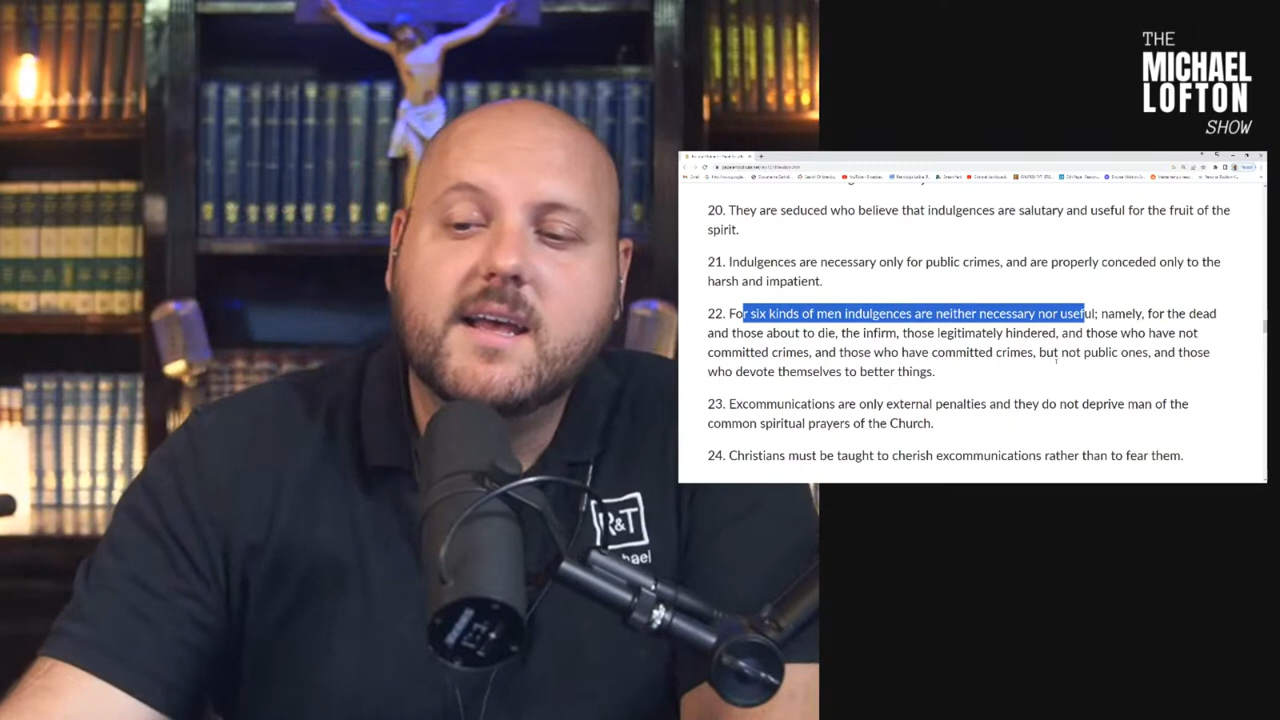 THE
MICHAEL
LOFTON
SHOW
20. They are seduced who believe that indulgences are salutary and useful for the fruit of the
spirit.
21. Indulgences are necessary only for public crimes, and are properly conceded only to the
harsh and impatient.
22. For six kinds of men indulgences are neither necessary nor useful; namely, for the dead
and those about to die, the infirm, those legitimately hindered, and those who have not
committed crimes, and those who have committed crimes, but not public ones, and those
who devote themselves to better things.
23. Excommunications are only external penalties and they do not deprive man of the
common spiritual prayers of the Church.
24. Christians must be taught to cherish excommunications rather than to fear them.
R&T